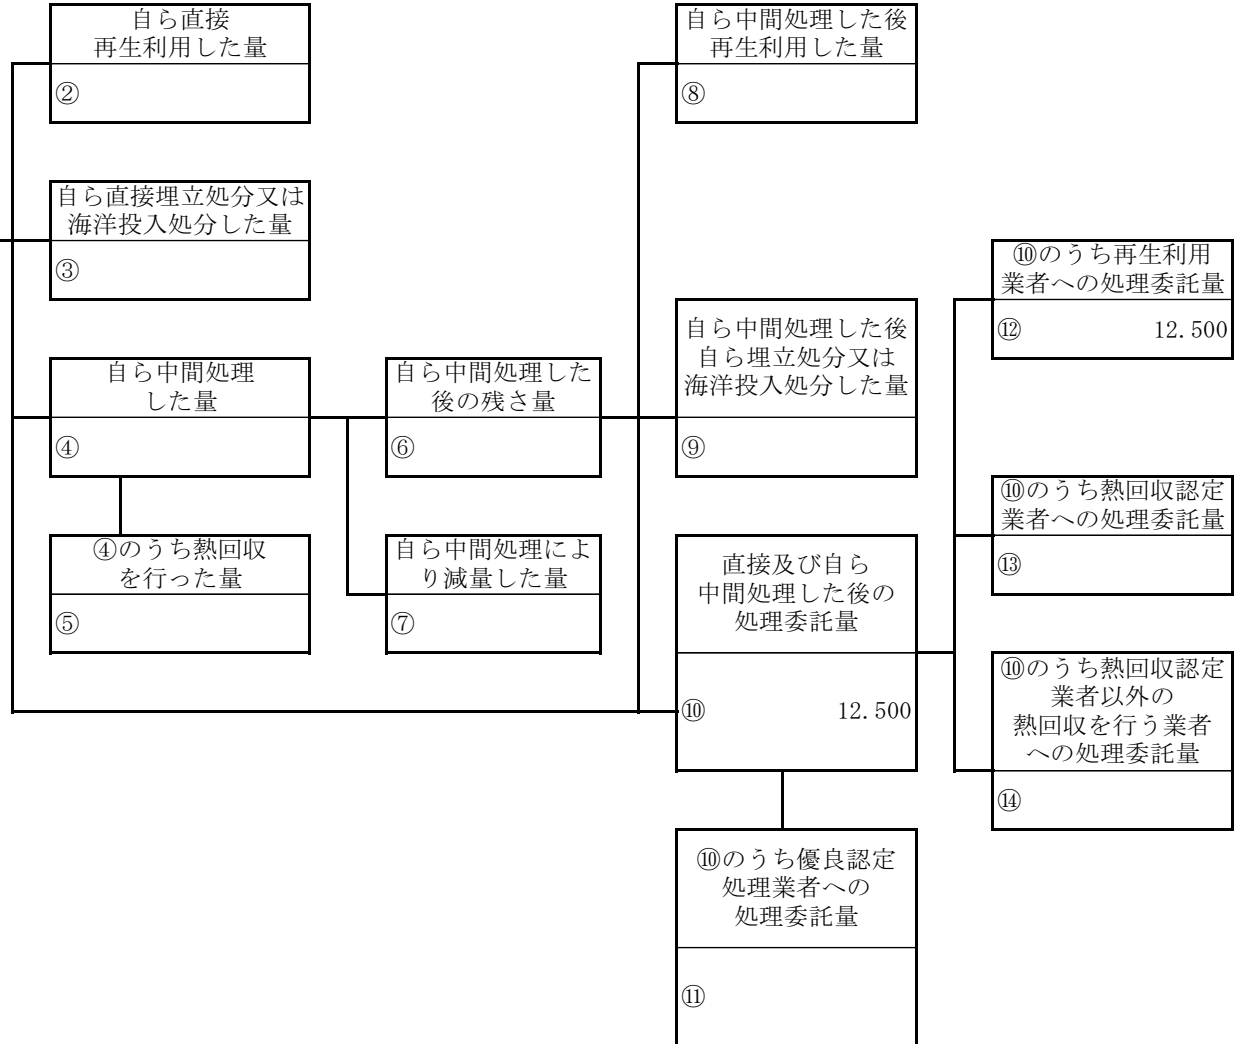 自ら直接
再生利用した量
②
自ら中間処理した後
再生利用した量
⑧
自ら直接埋立処分又は
海洋投入処分した量
③
⑩のうち再生利用
業者への処理委託量
⑫ 12.500
自ら中間処理した後
自ら埋立処分又は
海洋投入処分した量
⑨
自ら中間処理
した量
④
自ら中間処理した
後の残さ量
⑥
⑩のうち熱回収認定
業者への処理委託量
⑬
④のうち熱回収
を行った量
⑤
自ら中間処理によ
り減量した量
⑦
直接及び自ら
中間処理した後の
処理委託量
⑩ 12.500
⑩のうち熱回収認定
業者以外の
熱回収を行う業者
への処理委託量
⑭
⑩のうち優良認定
処理業者への
処理委託量
⑪